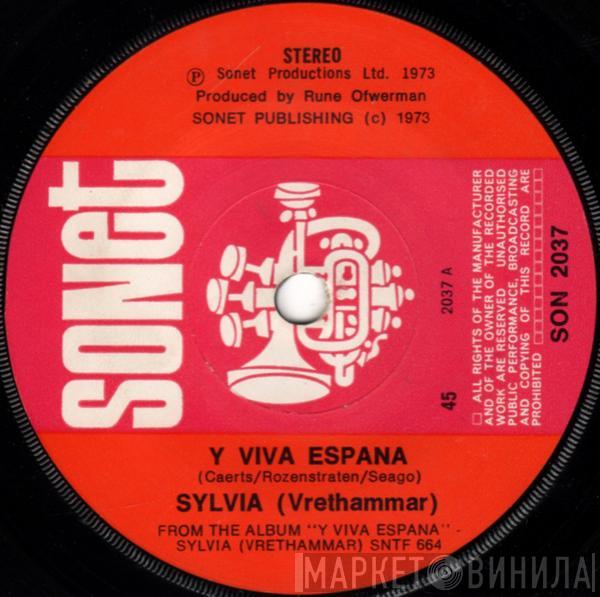 STEREO
Ⓟ Sonet Productions Ltd. 1973
Produced by Rune Ofwerman
SONET PUBLISHING (c) 1973
sonet
2037 A
45
□ ALL RIGHTS OF THE MANUFACTURER
AND OF THE OWNER OF THE RECORDED
WORK ARE RESERVED UNAUTHORISED
PUBLIC PERFORMANCE, BROADCASTING
AND COPYING OF THIS RECORD ARE
PROHIBITED
SON 2037
Y VIVA ESPANA
(Caerts/Rozenstraten/Seago)
SYLVIA (Vrethammar)
FROM THE ALBUM "Y VIVA ESPANA" -
SYLVIA (VRETHAMMAR) SNTF 664
МАРКЕТ ВИНИЛА